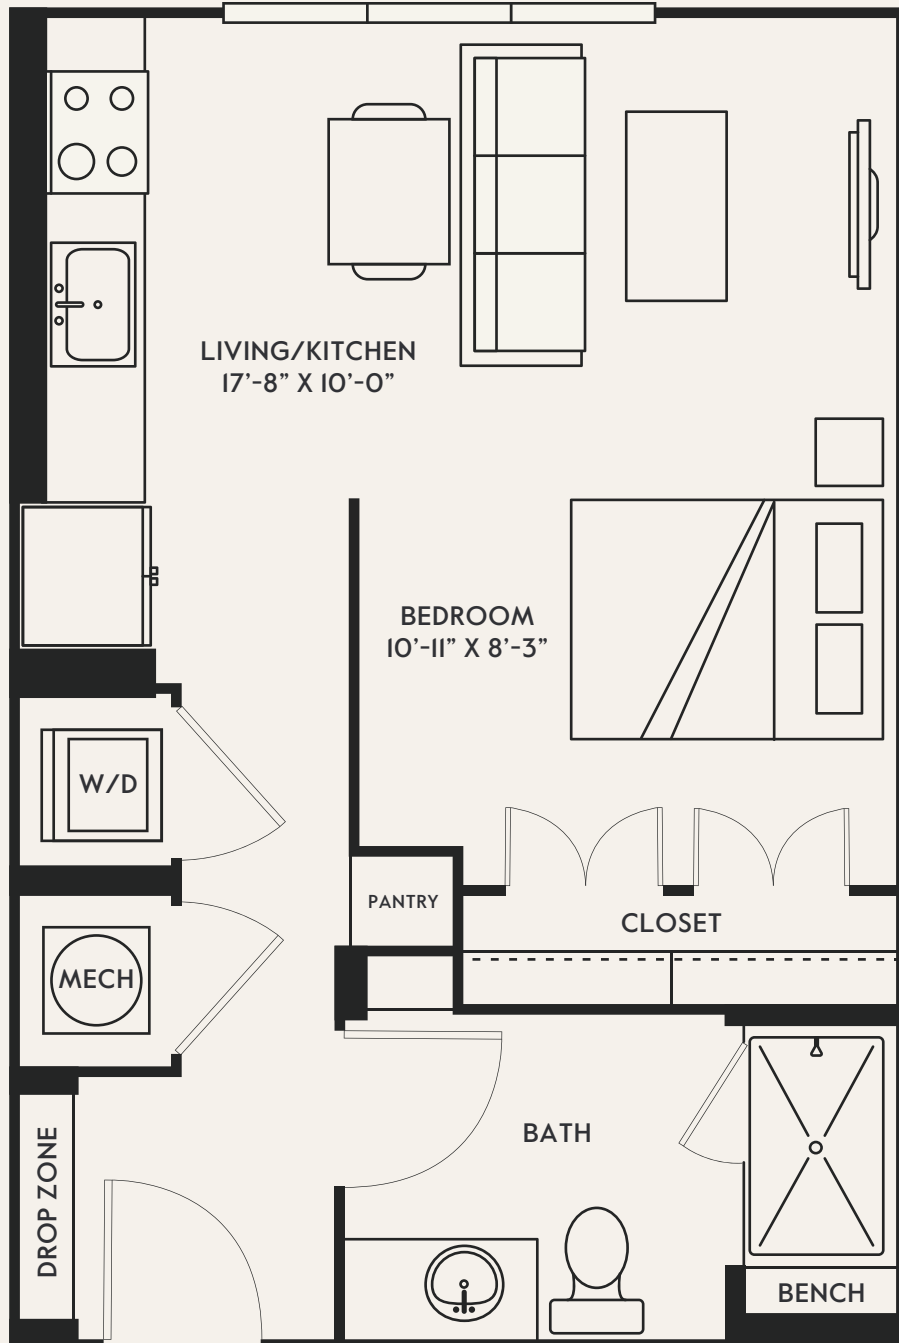 LIVING/KITCHEN
17’-8” X 10’-0”
BEDROOM
10’-11” X 8’-3”
W/D
PANTRY
CLOSET
MECH
BATH
DROP ZONE
BENCH